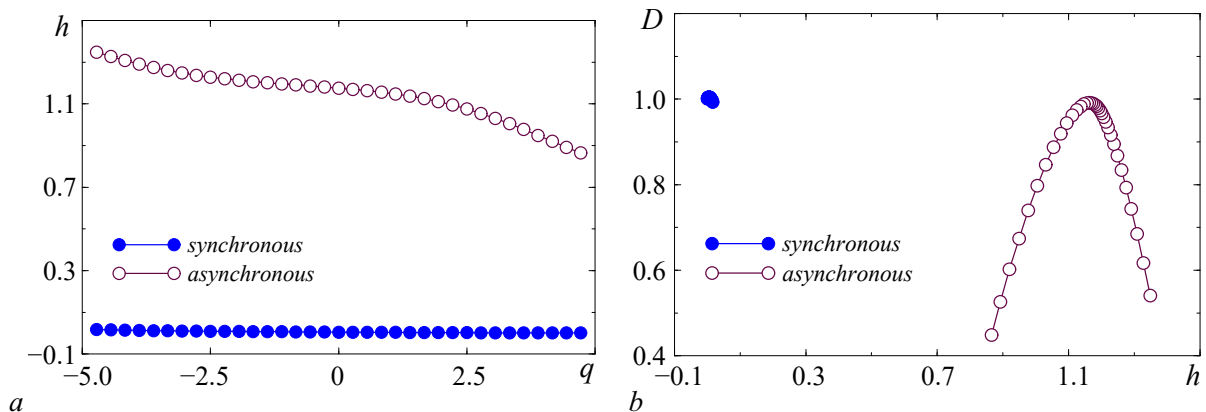 h
1.1
0.7
synchronous
asynchronous
0.3
−0.1
−5.0
−2.5
0
2.5
q
a
D
1.0
0.8
synchronous
asynchronous
0.6
0.4
−0.1
0.3
0.7
1.1
h
b